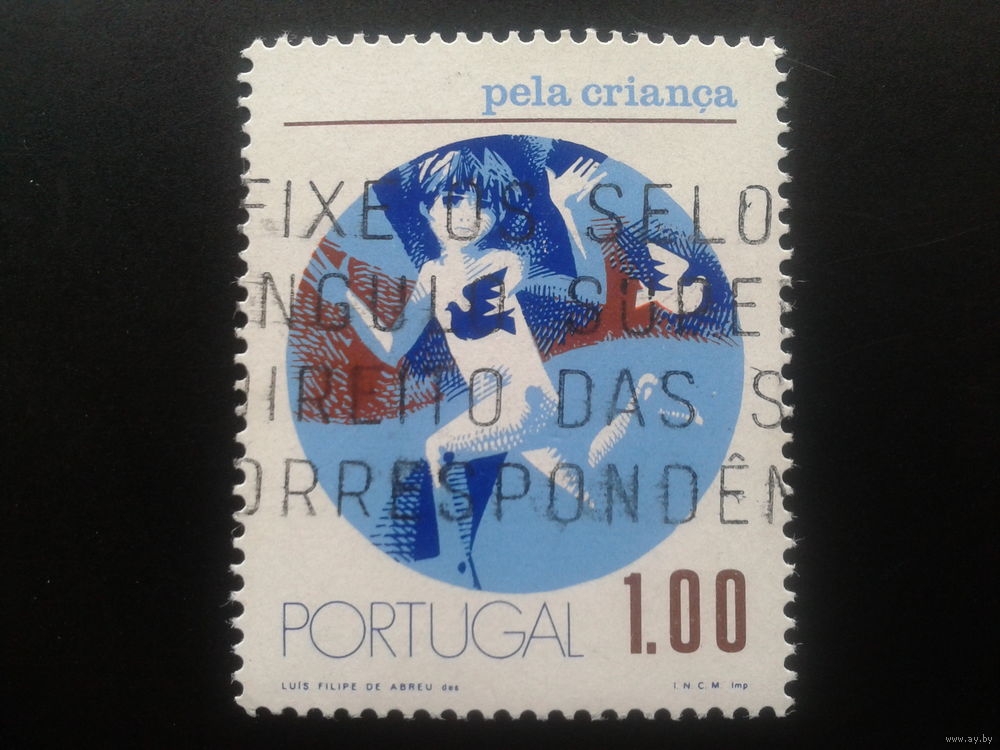 pela criança
FIXE OS SELO
NGULO SUPE
DIREITO DAS S
ORRESPONDÊN
PORTUGAL 1.00
LUÍS FILIPE DE ABREU des I.N.C.M. Imp
www.ay.by